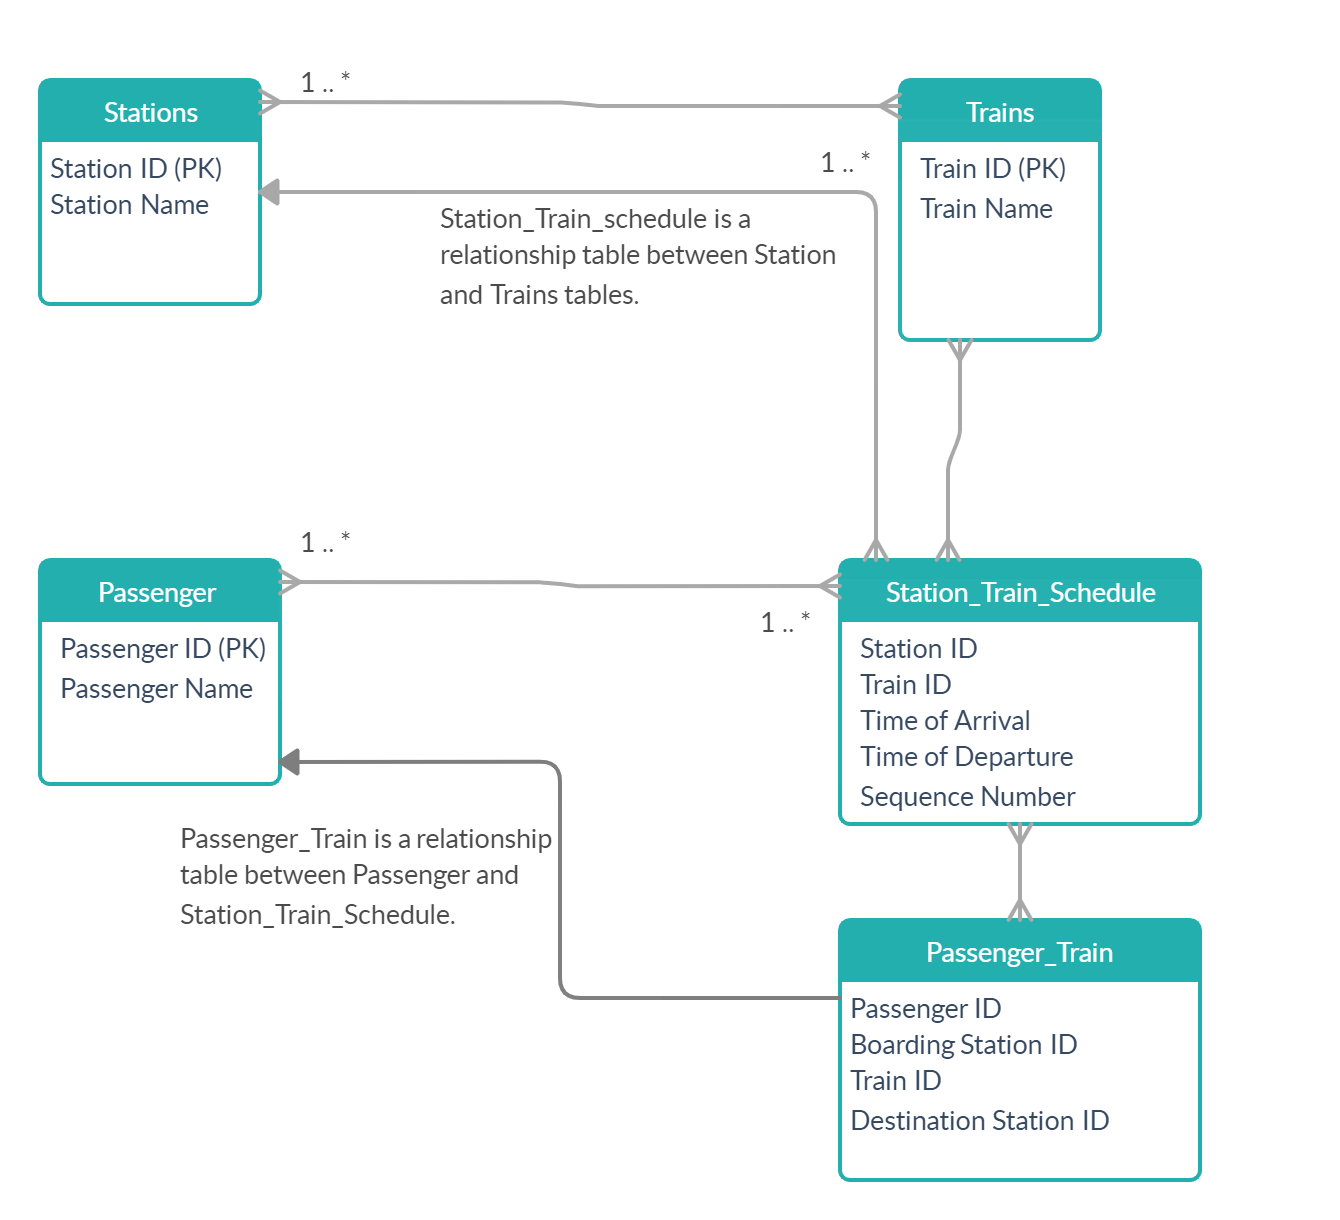 1 .. *
Stations
Station ID (PK)
Station Name
Trains
Train ID (PK)
Train Name
1 .. *
Station_Train_schedule is a
relationship table between Station
and Trains tables.
1 .. *
Passenger
Passenger ID (PK)
Passenger Name
1 .. *
Station_Train_Schedule
Station ID
Train ID
Time of Arrival
Time of Departure
Sequence Number
Passenger_Train is a relationship
table between Passenger and
Station_Train_Schedule.
Passenger_Train
Passenger ID
Boarding Station ID
Train ID
Destination Station ID